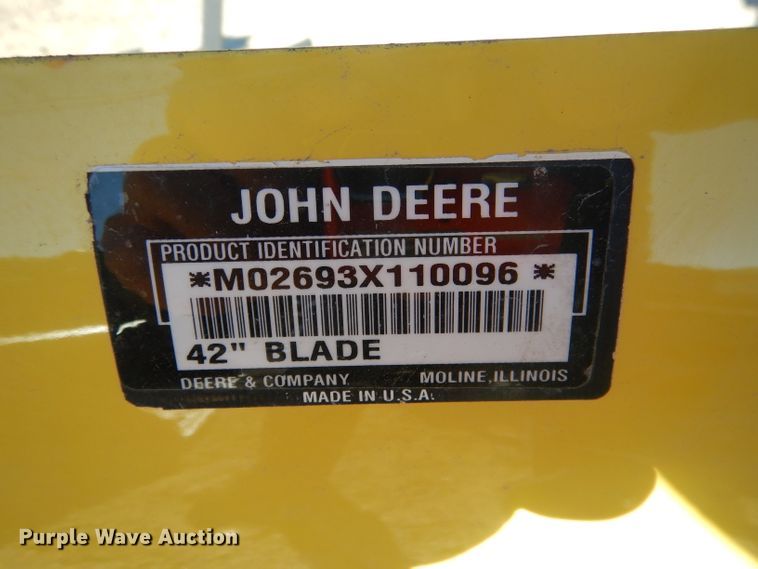 JOHN DEERE
PRODUCT IDENTIFICATION NUMBER
*M02693X110096*
42" BLADE
DEERE & COMPANY MOLINE, ILLINOIS
MADE IN U.S.A.
Purple Wave Auction